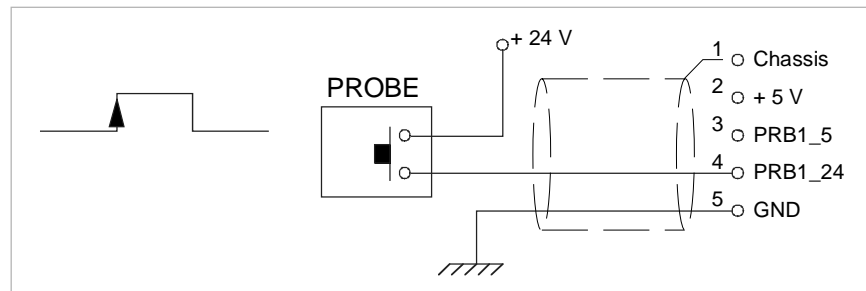 + 24 V
PROBE
1 Chassis
2 + 5 V
3 PRB1_5
4 PRB1_24
5 GND